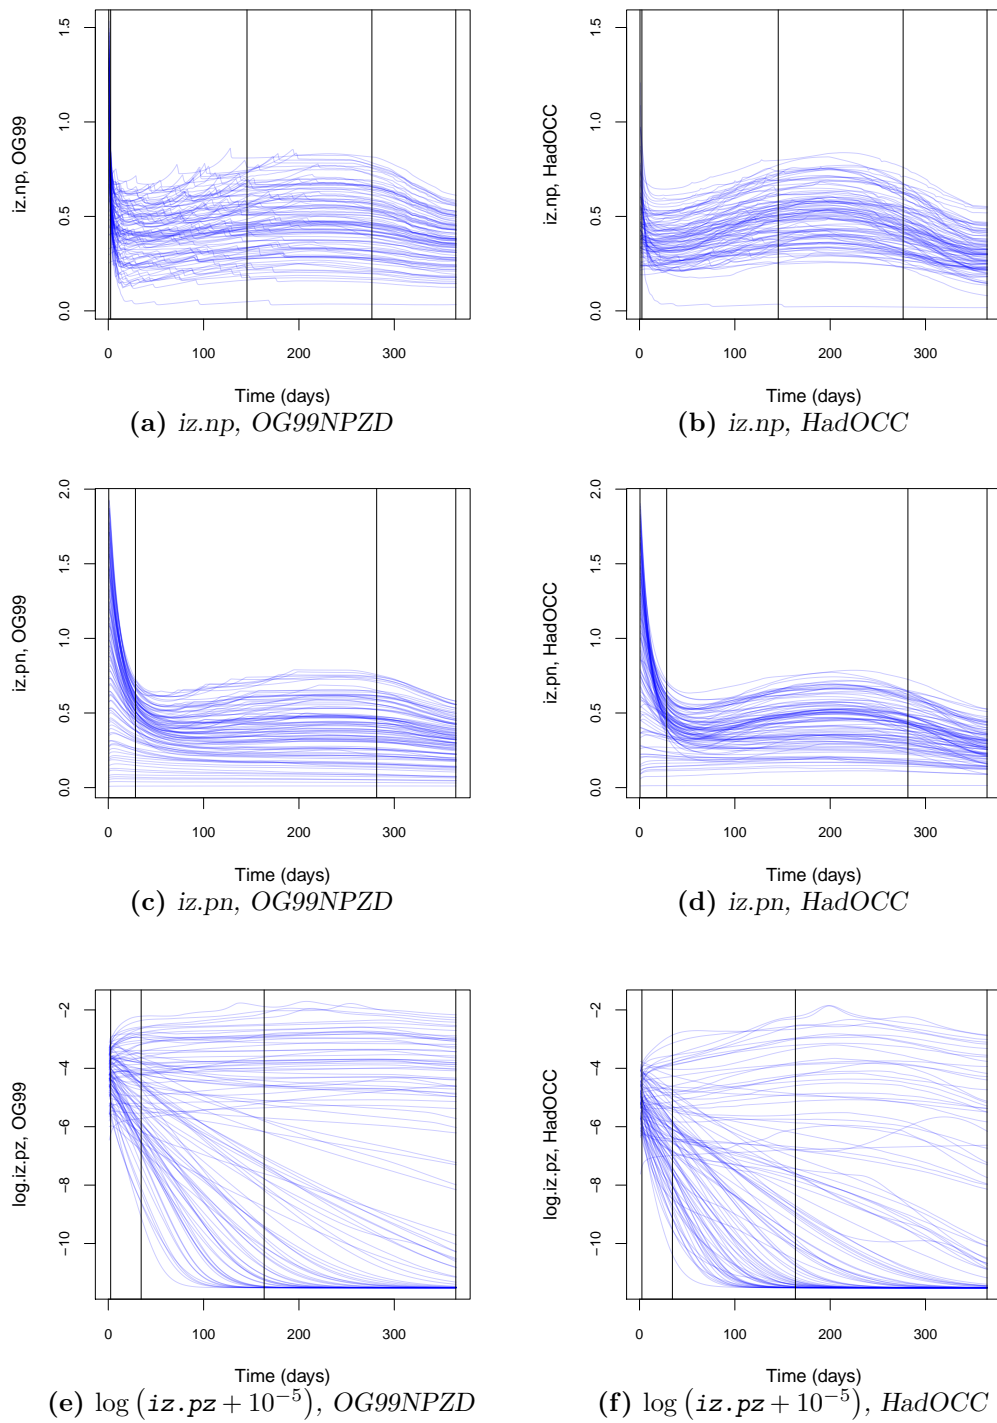 1.5
1.0
0.5
0.0
iz.np, OG99
0 100 200 300
Time (days)
(a) iz.np, OG99NPZD
1.5
1.0
0.5
0.0
iz.np, HadOCC
0 100 200 300
Time (days)
(b) iz.np, HadOCC
2.0
1.5
1.0
0.5
0.0
iz.pn, OG99
0 100 200 300
Time (days)
(c) iz.pn, OG99NPZD
2.0
1.5
1.0
0.5
0.0
iz.pn, HadOCC
0 100 200 300
Time (days)
(d) iz.pn, HadOCC
-2
-4
-6
-8
-10
log.iz.pz, OG99
0 100 200 300
Time (days)
(e) log (iz.pz + 10⁻⁵), OG99NPZD
-2
-4
-6
-8
-10
log.iz.pz, HadOCC
0 100 200 300
Time (days)
(f) log (iz.pz + 10⁻⁵), HadOCC